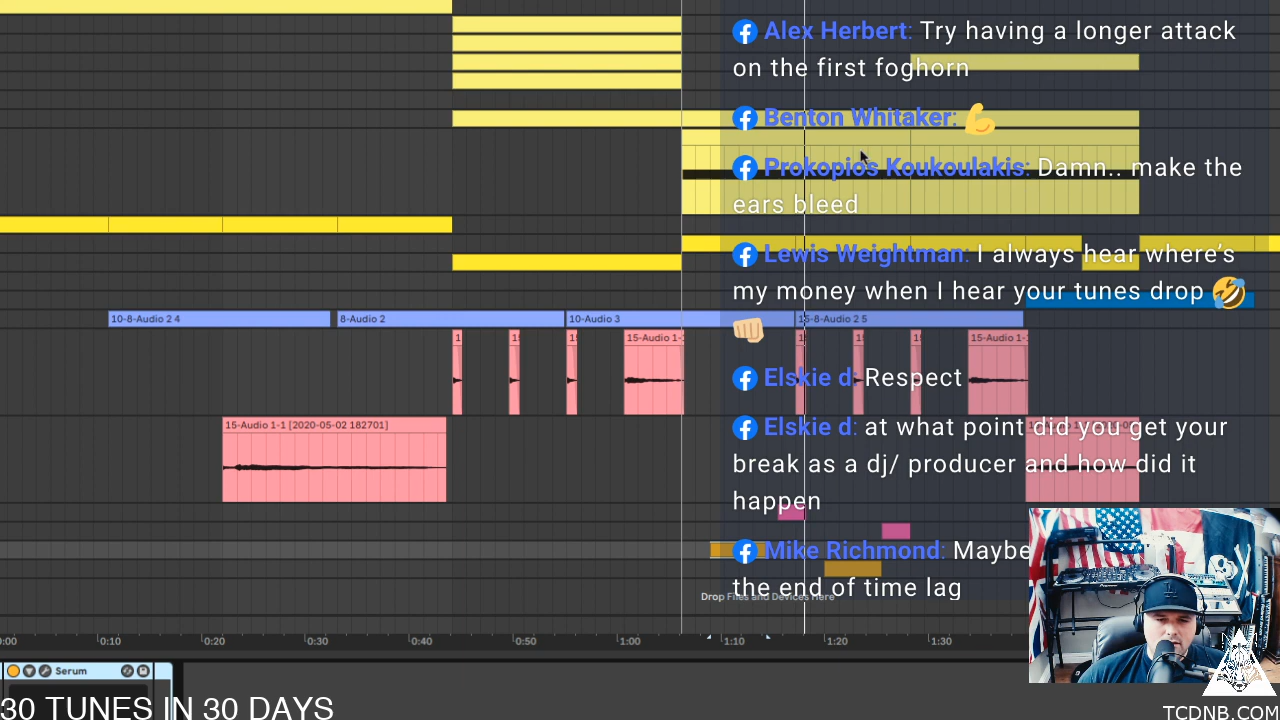 Alex Herbert: Try having a longer attack
on the first foghorn
Benton Whitaker: 💪
Prokopios Koukoulakis: Damn.. make the
ears bleed
Lewis Weightman: I always hear where’s
my money when I hear your tunes drop 🤣
👊🏻
10-8-Audio 2 4
8-Audio 2
10-Audio 3
8-Audio 2 5
15-Audio 1-
15-Audio 1-
Elskie d: Respect
15-Audio 1-1 [2020-05-02 182701]
Elskie d: at what point did you get your
break as a dj/ producer and how did it
happen
Mike Richmond: Maybe
the end of time lag
Drop Files and Devices Here
0:00 0:10 0:20 0:30 0:40 0:50 1:00 1:10 1:20 1:30
Serum
30 TUNES IN 30 DAYS
TCDNB.COM